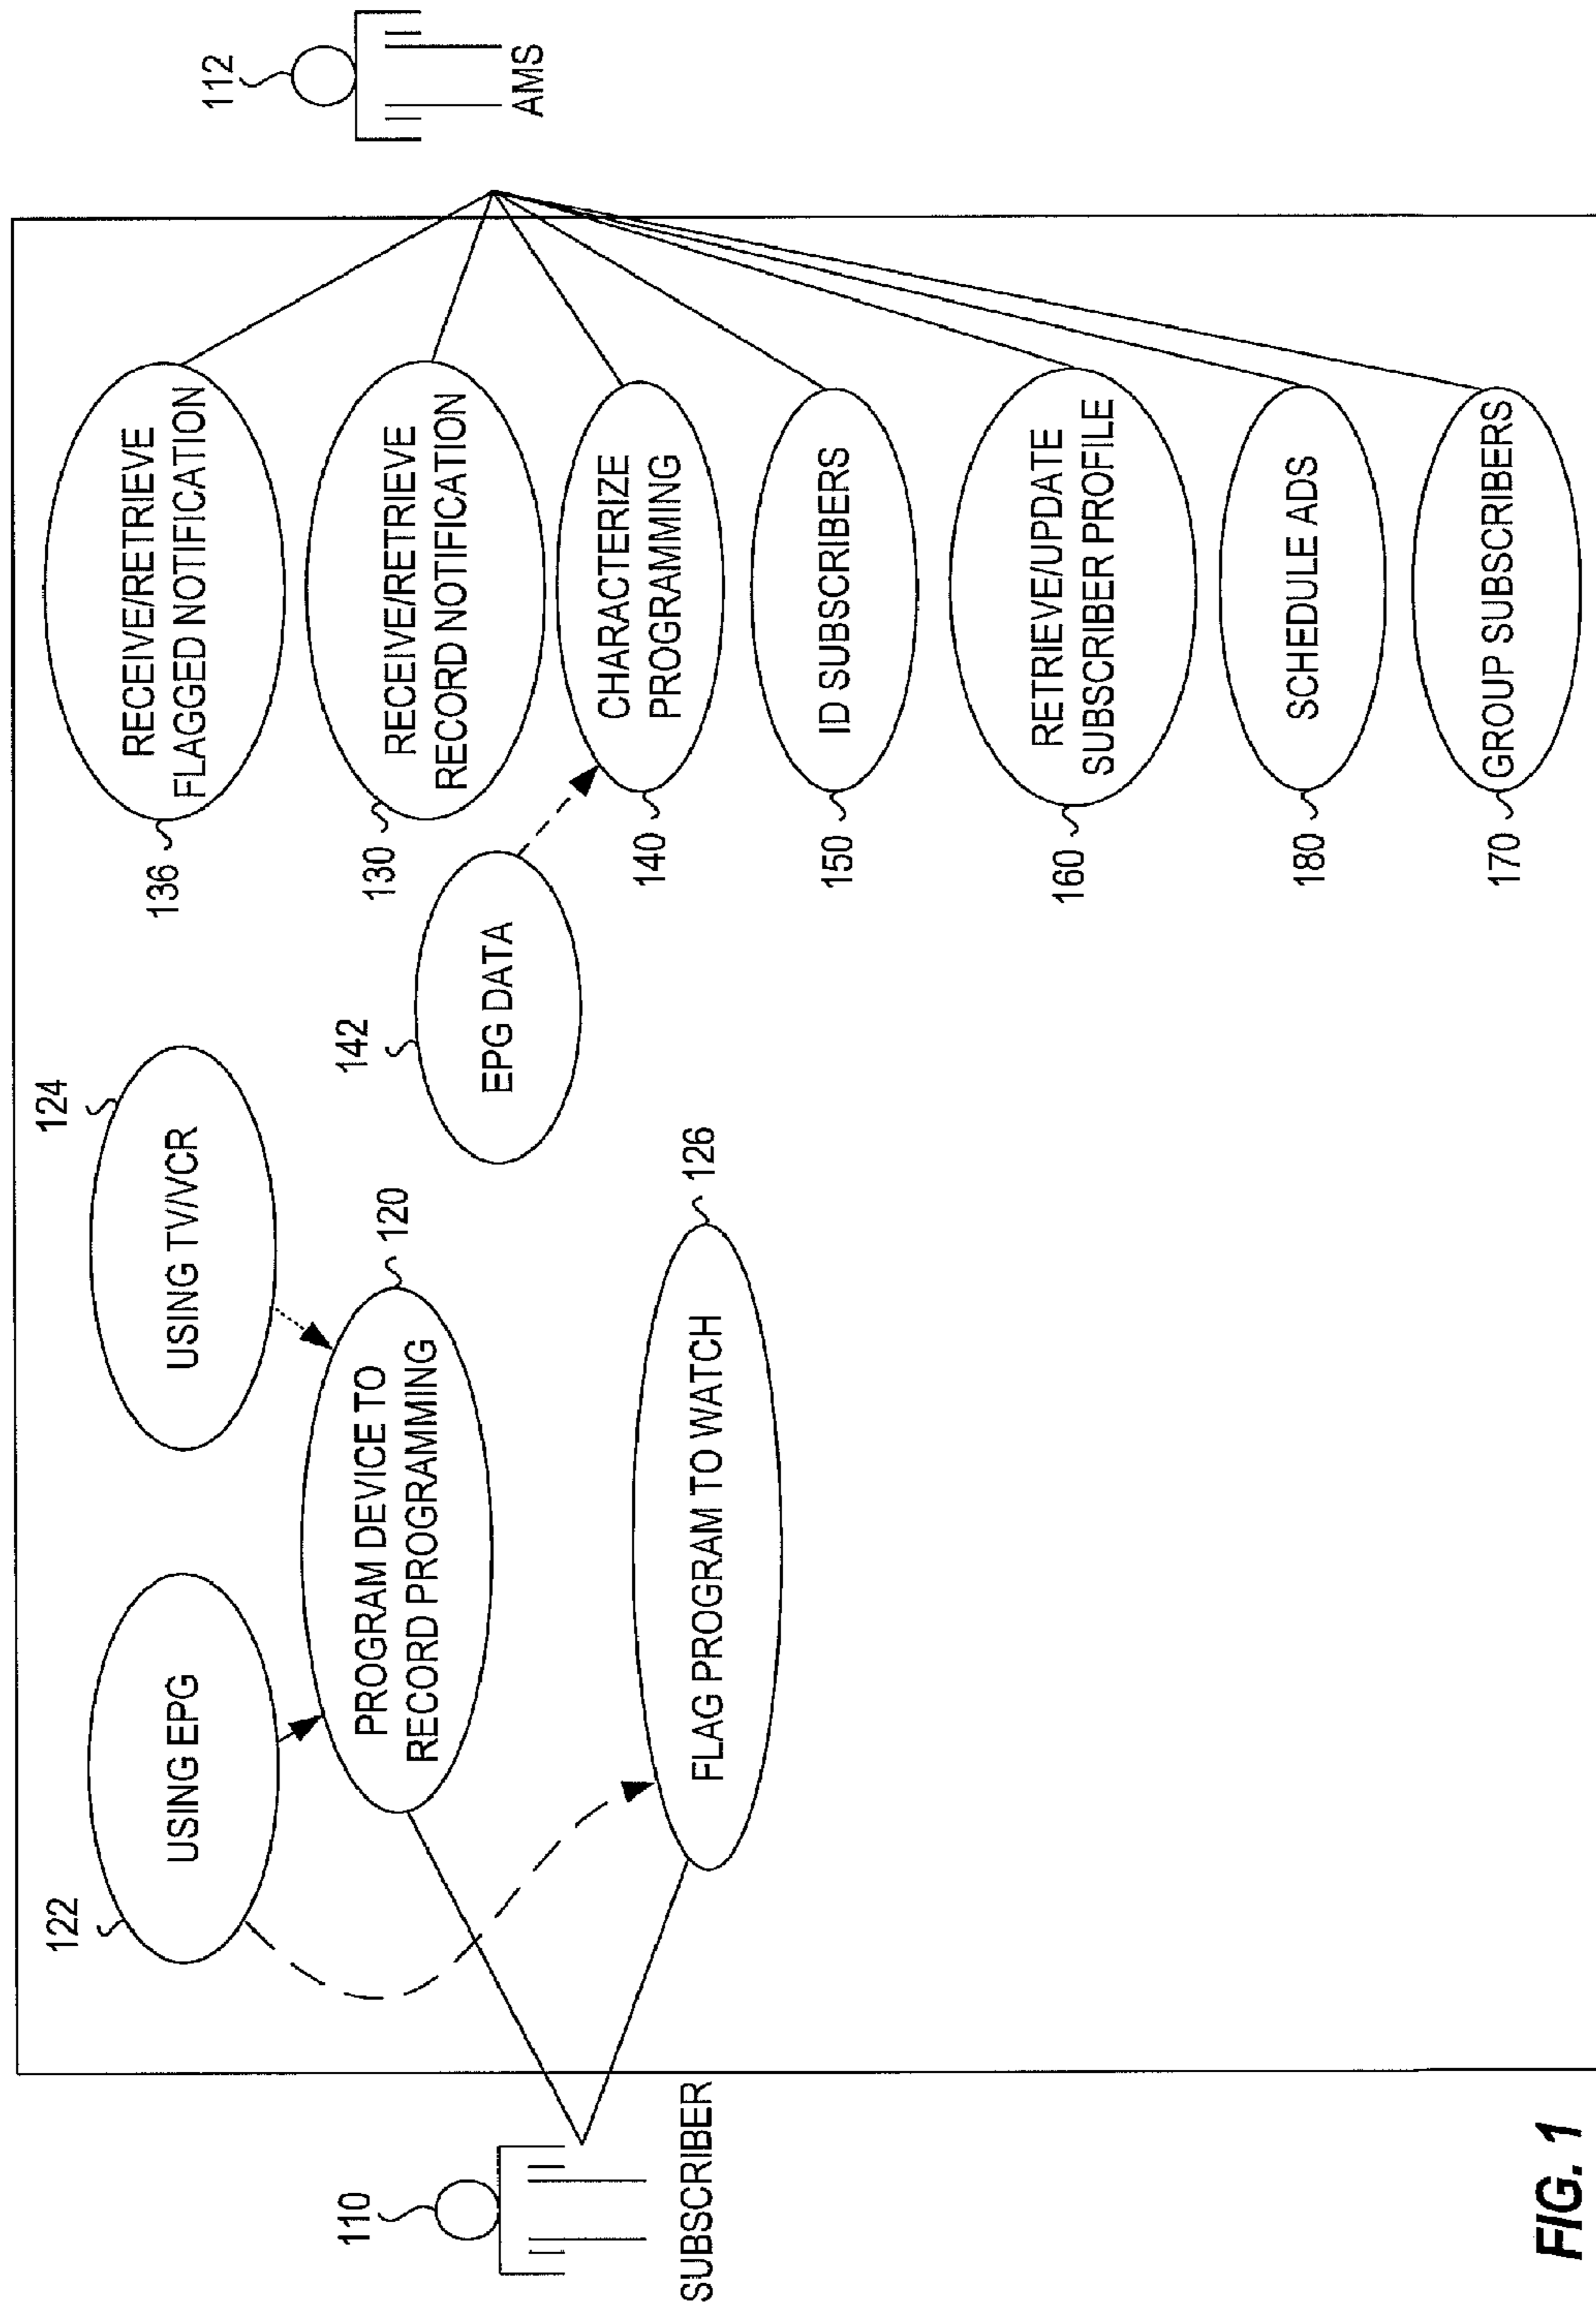 122
USING EPG
124
USING TV/VCR
136
RECEIVE/RETRIEVE
FLAGGED NOTIFICATION
112
AMS
110
SUBSCRIBER
120
PROGRAM DEVICE TO
RECORD PROGRAMMING
130
RECEIVE/RETRIEVE
RECORD NOTIFICATION
142
EPG DATA
140
CHARACTERIZE
PROGRAMMING
126
FLAG PROGRAM TO WATCH
150
ID SUBSCRIBERS
160
RETRIEVE/UPDATE
SUBSCRIBER PROFILE
180
SCHEDULE ADS
170
GROUP SUBSCRIBERS
FIG. 1